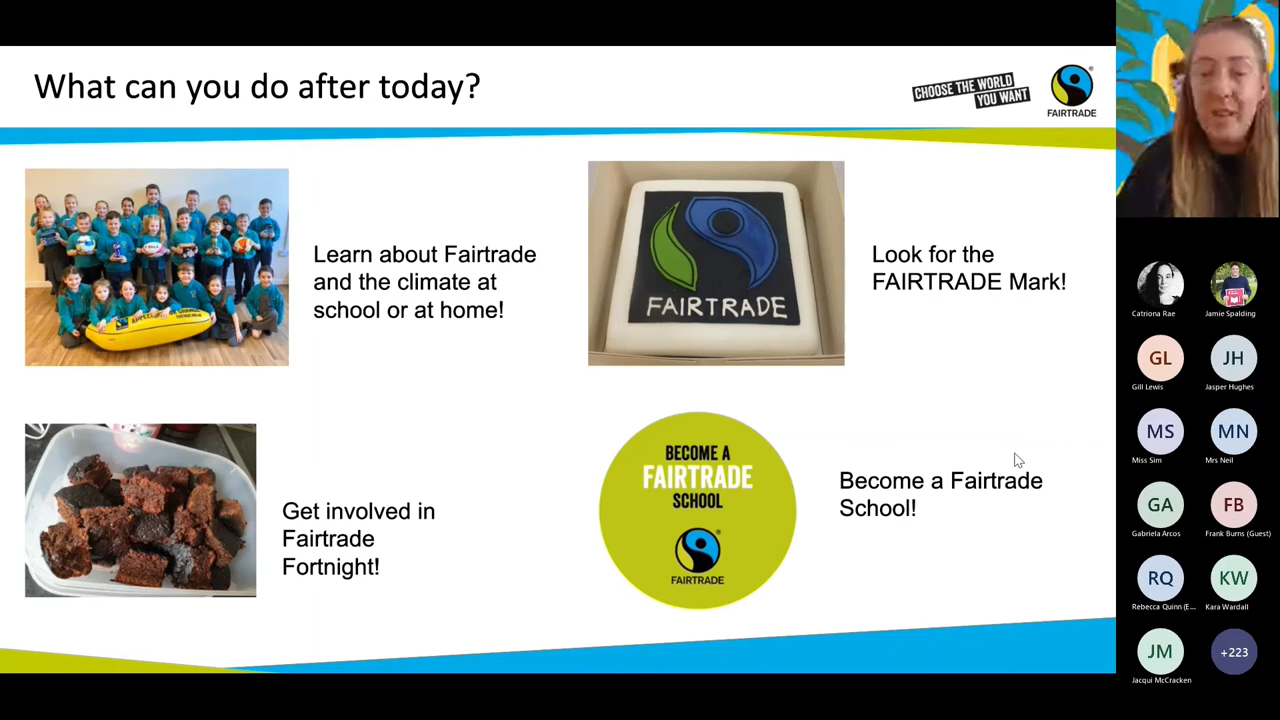 What can you do after today?
CHOOSE THE WORLD
YOU WANT
FAIRTRADE
Learn about Fairtrade
and the climate at
school or at home!
FAIRTRADE
Look for the
FAIRTRADE Mark!
Get involved in
Fairtrade
Fortnight!
BECOME A
FAIRTRADE
SCHOOL
FAIRTRADE
Become a Fairtrade
School!
Catriona Rae
Jamie Spalding
GL
JH
Gill Lewis
Jasper Hughes
MS
MN
Miss Sim
Mrs Neil
GA
FB
Gabriela Arcos
Frank Burns (Guest)
RQ
KW
Rebecca Quinn (E...
Kara Wardall
JM
+223
Jacqui McCracken